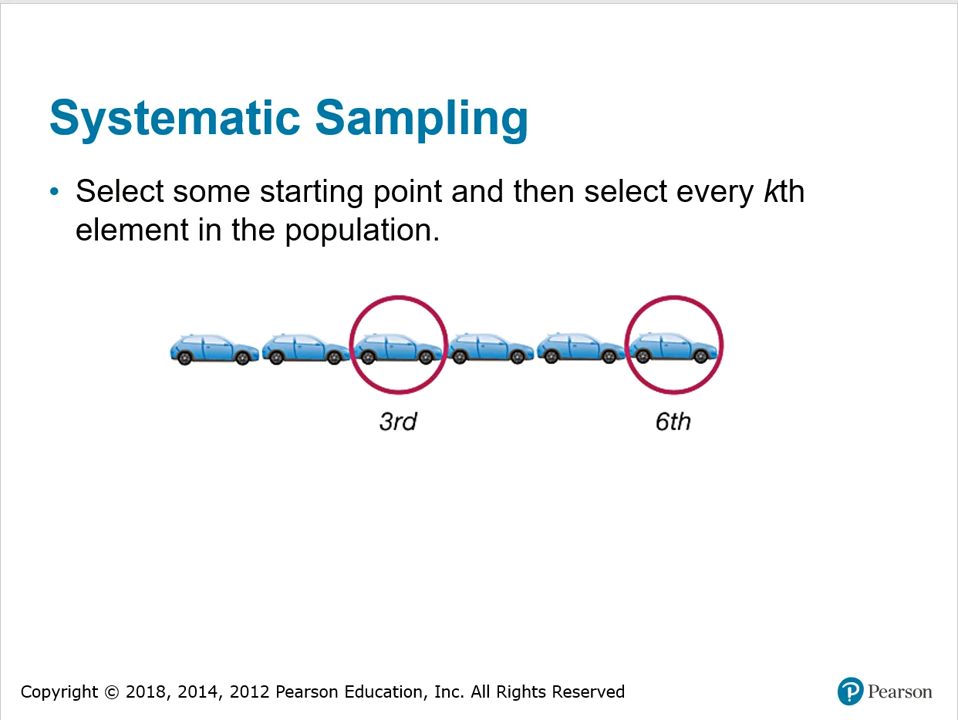 Systematic Sampling
• Select some starting point and then select every kth
element in the population.
3rd 6th
Copyright © 2018, 2014, 2012 Pearson Education, Inc. All Rights Reserved
P Pearson